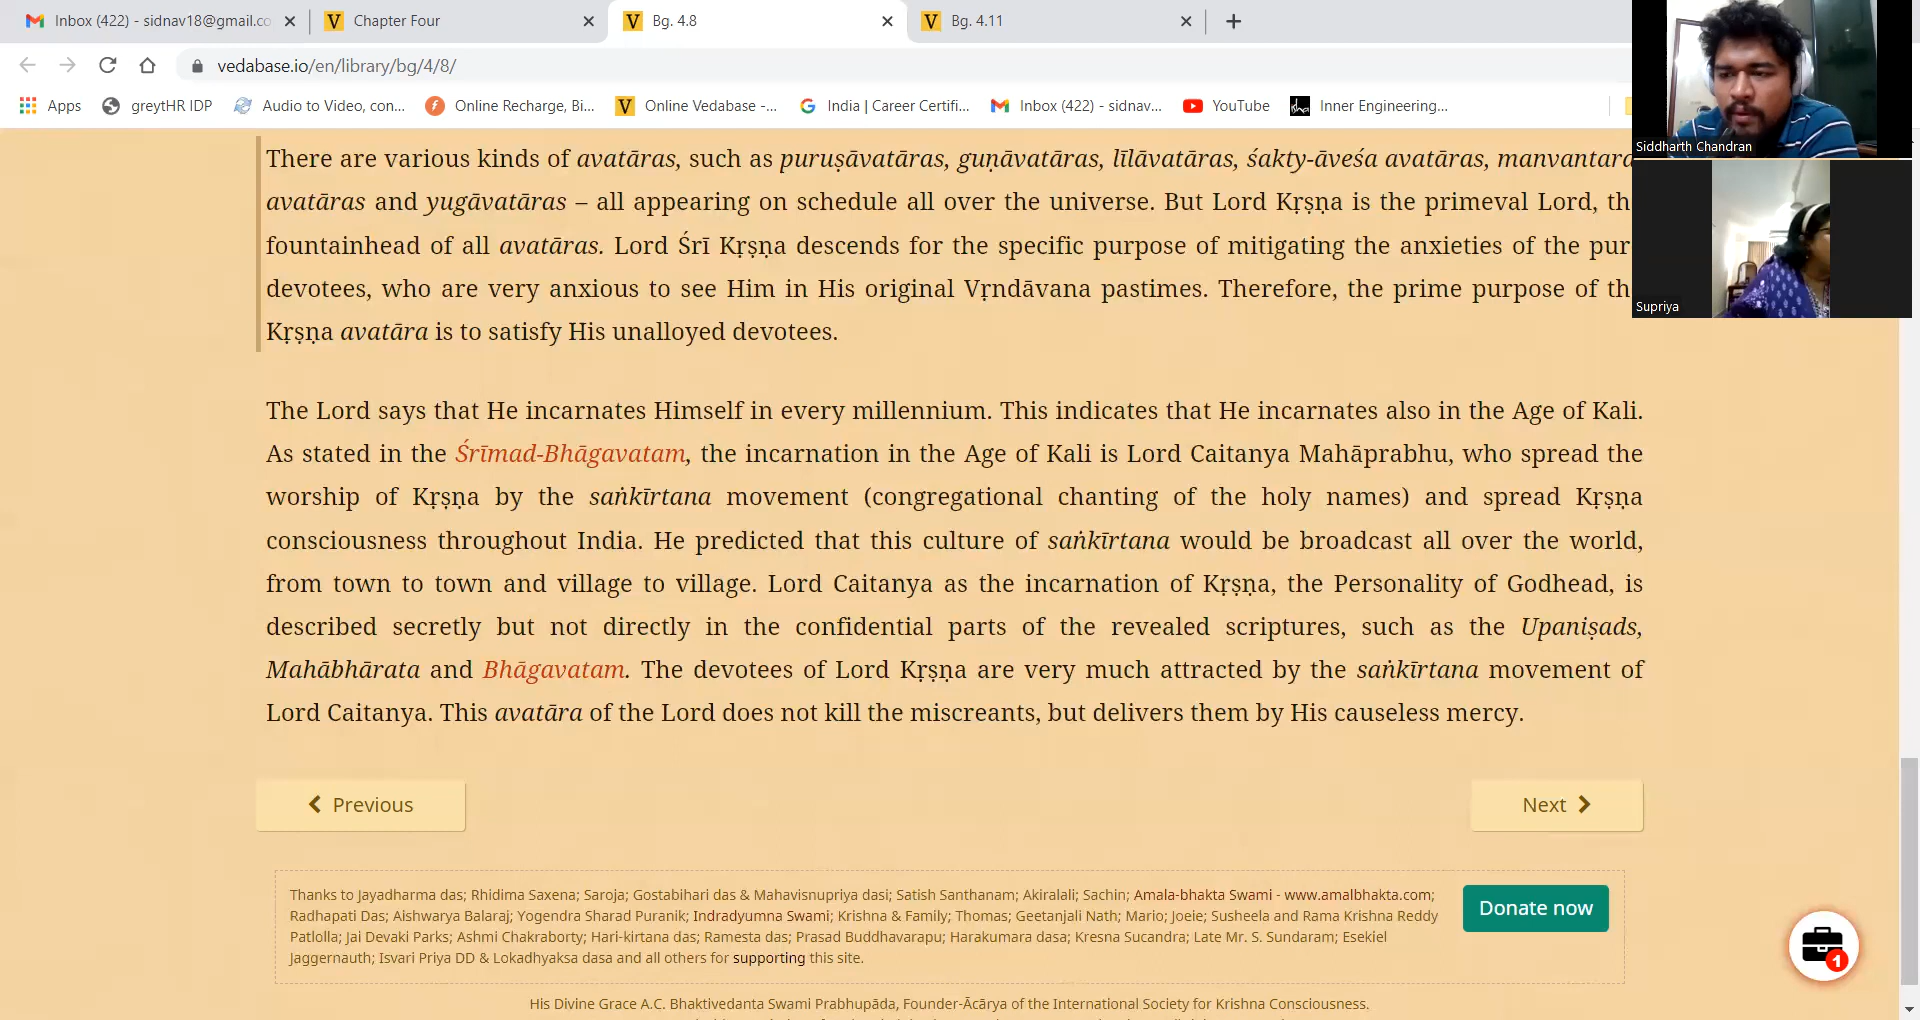 Inbox (422) - sidnav18@gmail.co
Chapter Four
Bg. 4.8
Bg. 4.11
vedabase.io/en/library/bg/4/8/
Apps
greytHR IDP
Audio to Video, con...
Online Recharge, Bi...
Online Vedabase -...
India | Career Certifi...
Inbox (422) - sidnav...
YouTube
Inner Engineering...
Siddharth Chandran
Supriya
There are various kinds of avatāras, such as puruṣāvatāras, guṇāvatāras, līlāvatāras, śakty-āveśa avatāras, manvantara
avatāras and yugāvatāras – all appearing on schedule all over the universe. But Lord Kṛṣṇa is the primeval Lord, th
fountainhead of all avatāras. Lord Śrī Kṛṣṇa descends for the specific purpose of mitigating the anxieties of the pur
devotees, who are very anxious to see Him in His original Vṛndāvana pastimes. Therefore, the prime purpose of th
Kṛṣṇa avatāra is to satisfy His unalloyed devotees.
The Lord says that He incarnates Himself in every millennium. This indicates that He incarnates also in the Age of Kali.
As stated in the Śrīmad-Bhāgavatam, the incarnation in the Age of Kali is Lord Caitanya Mahāprabhu, who spread the
worship of Kṛṣṇa by the saṅkīrtana movement (congregational chanting of the holy names) and spread Kṛṣṇa
consciousness throughout India. He predicted that this culture of saṅkīrtana would be broadcast all over the world,
from town to town and village to village. Lord Caitanya as the incarnation of Kṛṣṇa, the Personality of Godhead, is
described secretly but not directly in the confidential parts of the revealed scriptures, such as the Upaniṣads,
Mahābhārata and Bhāgavatam. The devotees of Lord Kṛṣṇa are very much attracted by the saṅkīrtana movement of
Lord Caitanya. This avatāra of the Lord does not kill the miscreants, but delivers them by His causeless mercy.
Previous
Next
Thanks to Jayadharma das; Rhidima Saxena; Saroja; Gostabihari das & Mahavisnupriya dasi; Satish Santhanam; Akiralali; Sachin; Amala-bhakta Swami - www.amalbhakta.com;
Radhapati Das; Aishwarya Balaraj; Yogendra Sharad Puranik; Indradyumna Swami; Krishna & Family; Thomas; Geetanjali Nath; Mario; Joeie; Susheela and Rama Krishna Reddy
Patlolla; Jai Devaki Parks; Ashmi Chakraborty; Hari-kirtana das; Ramesta das; Prasad Buddhavarapu; Harakumara dasa; Kresna Sucandra; Late Mr. S. Sundaram; Esekiel
Jaggernauth; Isvari Priya DD & Lokadhyaksa dasa and all others for supporting this site.
Donate now
1
His Divine Grace A.C. Bhaktivedanta Swami Prabhupāda, Founder-Ācārya of the International Society for Krishna Consciousness.